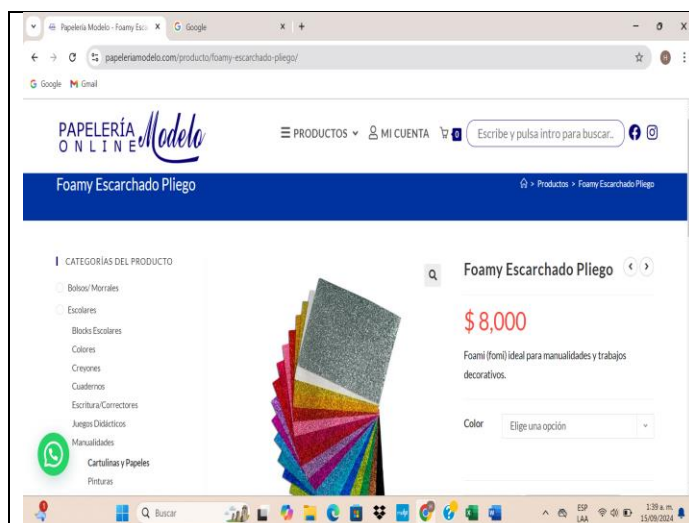 Papelería Modelo - Foamy Esc
Google
papeleriamodelo.com/producto/foamy-escarchado-pliego/
Google Gmail
PAPELERÍA
ONLINE Modelo
PRODUCTOS MI CUENTA 0 Escribe y pulsa intro para buscar..
Foamy Escarchado Pliego
> Productos > Foamy Escarchado Pliego
CATEGORÍAS DEL PRODUCTO
Bolsos/ Morrales
Escolares
Blocks Escolares
Colores
Creyones
Cuadernos
Escritura/Correctores
Juegos Didácticos
Manualidades
Cartulinas y Papeles
Pinturas
Foamy Escarchado Pliego
$ 8,000
Foami (fomi) ideal para manualidades y trabajos
decorativos.
Color Elige una opción
Buscar
ESP
LAA
1:39 a. m.
15/09/2024